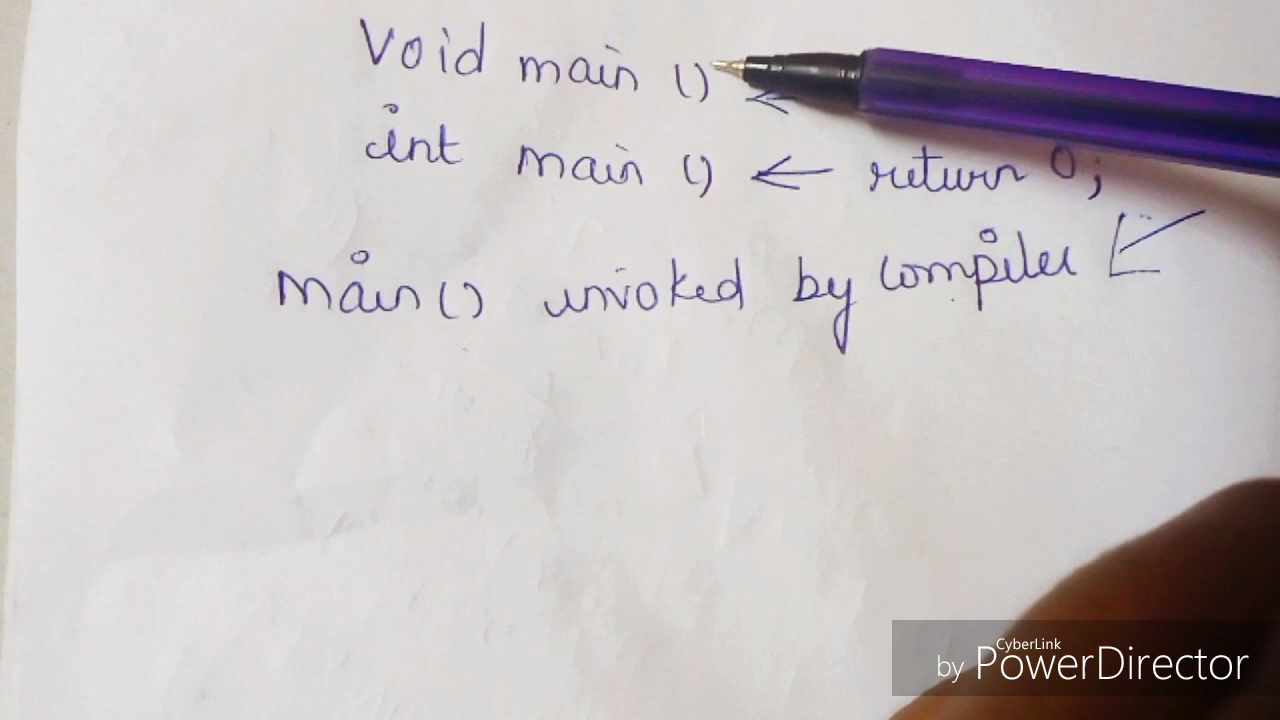 Void main ()
int main () ← return 0;
main () invoked by compiler
CyberLink
by PowerDirector